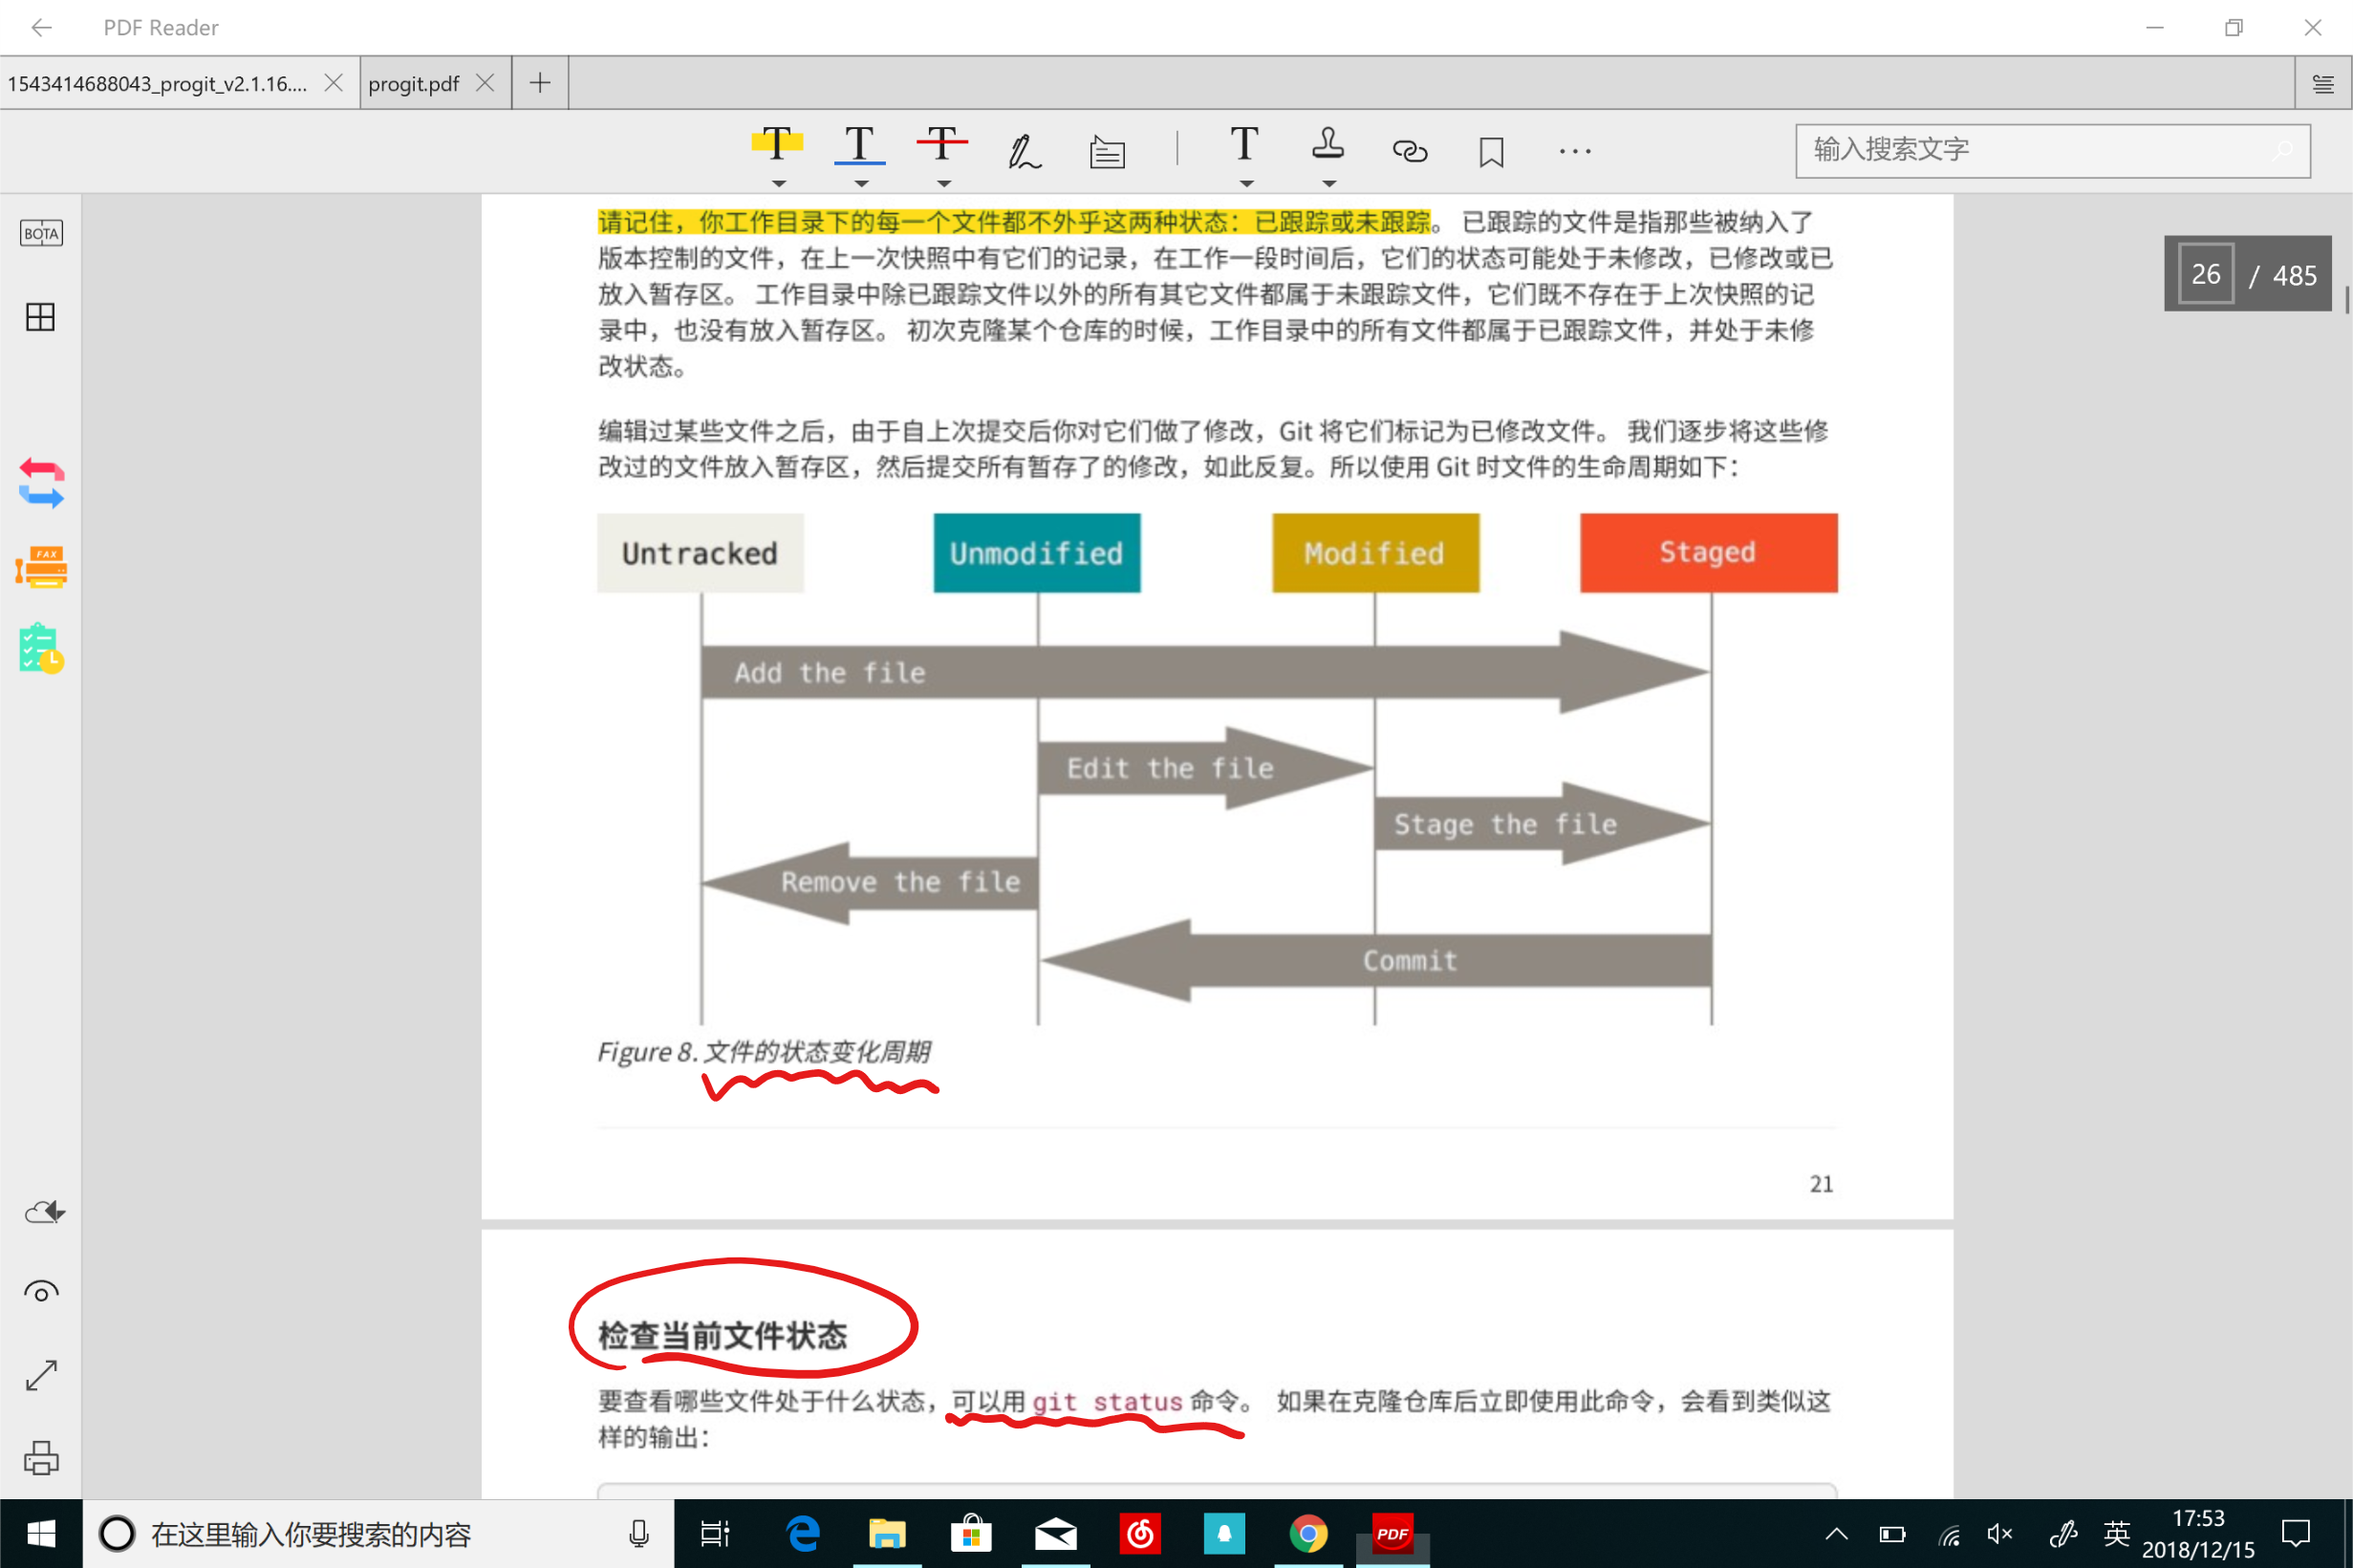 PDF Reader
1543414688043_progit_v2.1.16....
progit.pdf
输入搜索文字
BOTA
26 / 485
请记住，你工作目录下的每一个文件都不外乎这两种状态：已跟踪或未跟踪。 已跟踪的文件是指那些被纳入了
版本控制的文件，在上一次快照中有它们的记录，在工作一段时间后，它们的状态可能处于未修改，已修改或已
放入暂存区。 工作目录中除已跟踪文件以外的所有其它文件都属于未跟踪文件，它们既不存在于上次快照的记
录中，也没有放入暂存区。 初次克隆某个仓库的时候，工作目录中的所有文件都属于已跟踪文件，并处于未修
改状态。
编辑过某些文件之后，由于自上次提交后你对它们做了修改，Git 将它们标记为已修改文件。 我们逐步将这些修
改过的文件放入暂存区，然后提交所有暂存了的修改，如此反复。所以使用 Git 时文件的生命周期如下：
FAX
Untracked
Unmodified
Modified
Staged
Add the file
Edit the file
Stage the file
Remove the file
Commit
Figure 8. 文件的状态变化周期
21
检查当前文件状态
要查看哪些文件处于什么状态，可以用 git status 命令。 如果在克隆仓库后立即使用此命令，会看到类似这
样的输出：
在这里输入你要搜索的内容
PDF
英
17:53
2018/12/15